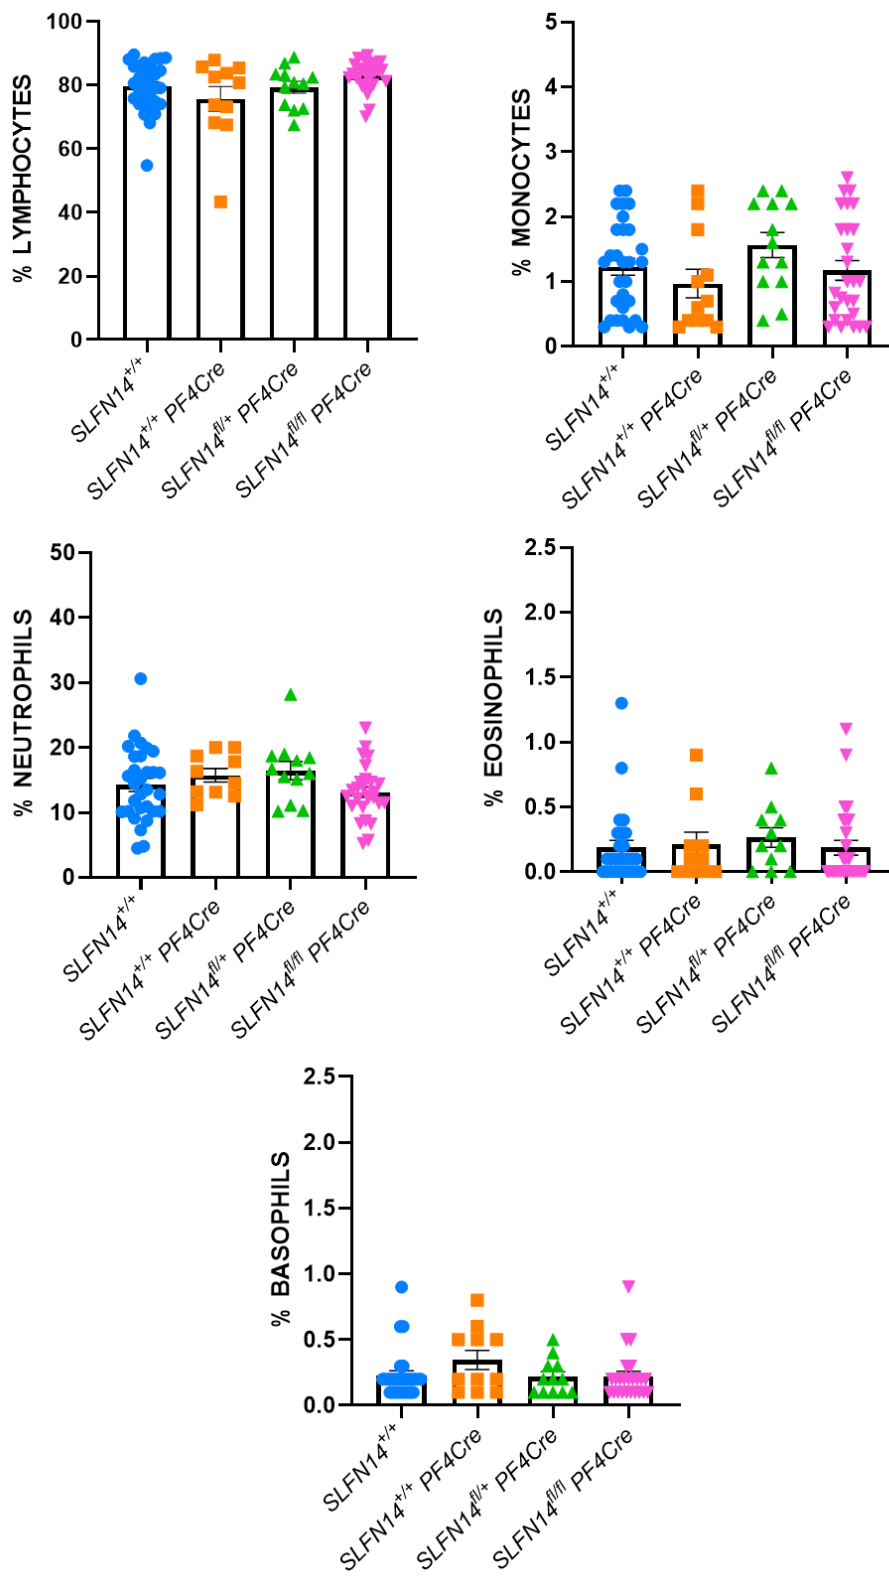 % LYMPHOCYTES
100
80
60
40
20
0
SLFN14+/+
SLFN14+/+ PF4Cre
SLFN14fl/+ PF4Cre
SLFN14fl/fl PF4Cre
% MONOCYTES
5
4
3
2
1
0
SLFN14+/+
SLFN14+/+ PF4Cre
SLFN14fl/+ PF4Cre
SLFN14fl/fl PF4Cre
% NEUTROPHILS
50
40
30
20
10
0
SLFN14+/+
SLFN14+/+ PF4Cre
SLFN14fl/+ PF4Cre
SLFN14fl/fl PF4Cre
% EOSINOPHILS
2.5
2.0
1.5
1.0
0.5
0.0
SLFN14+/+
SLFN14+/+ PF4Cre
SLFN14fl/+ PF4Cre
SLFN14fl/fl PF4Cre
% BASOPHILS
2.5
2.0
1.5
1.0
0.5
0.0
SLFN14+/+
SLFN14+/+ PF4Cre
SLFN14fl/+ PF4Cre
SLFN14fl/fl PF4Cre